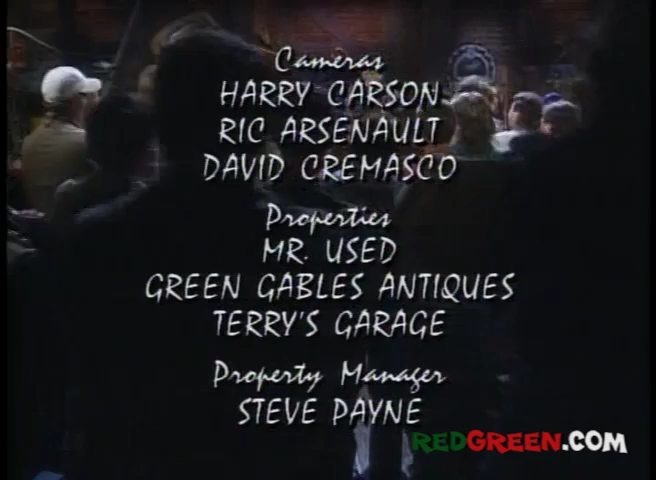 Cameras
HARRY CARSON
RIC ARSENAULT
DAVID CREMASCO
Properties
MR. USED
GREEN GABLES ANTIQUES
TERRY'S GARAGE
Property Manager
STEVE PAYNE
REDGREEN.COM